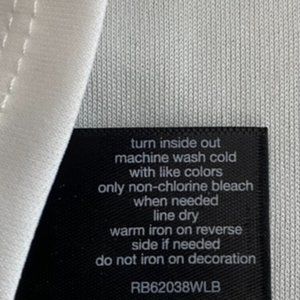 turn inside out
machine wash cold
with like colors
only non-chlorine bleach
when needed
line dry
warm iron on reverse
side if needed
do not iron on decoration
RB62038WLB